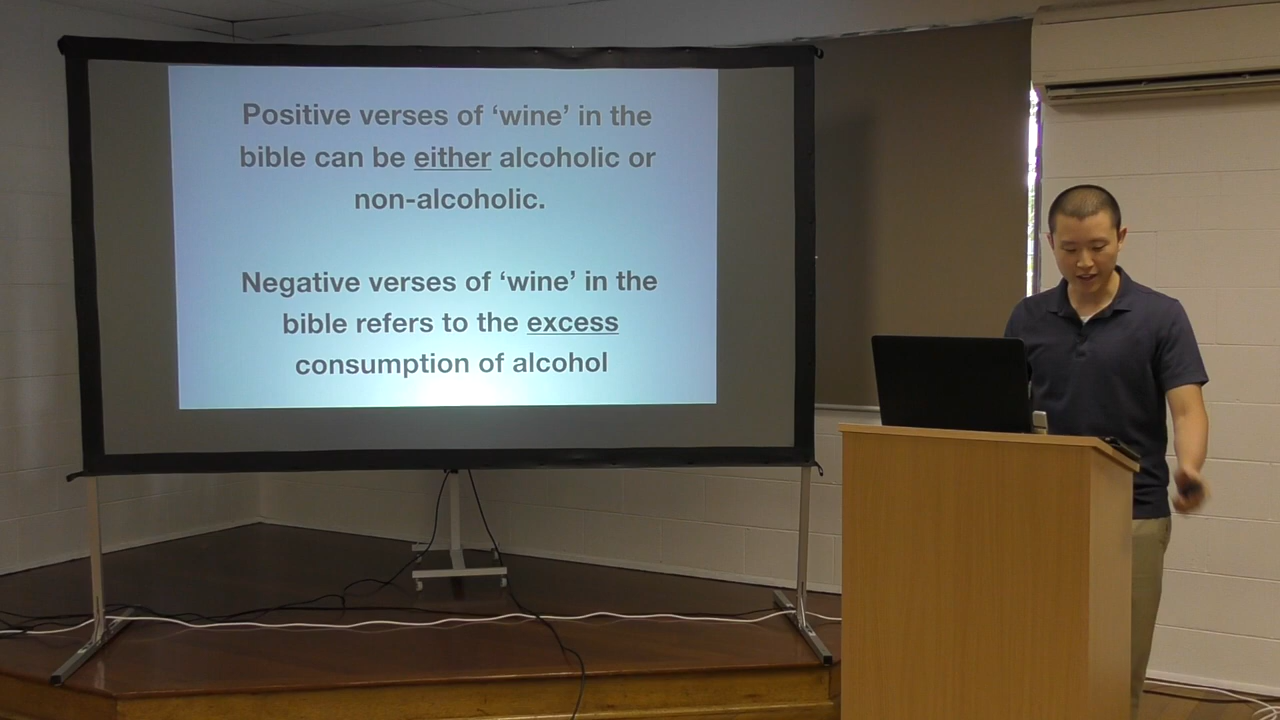 Positive verses of ‘wine’ in the
bible can be either alcoholic or
non-alcoholic.
Negative verses of ‘wine’ in the
bible refers to the excess
consumption of alcohol